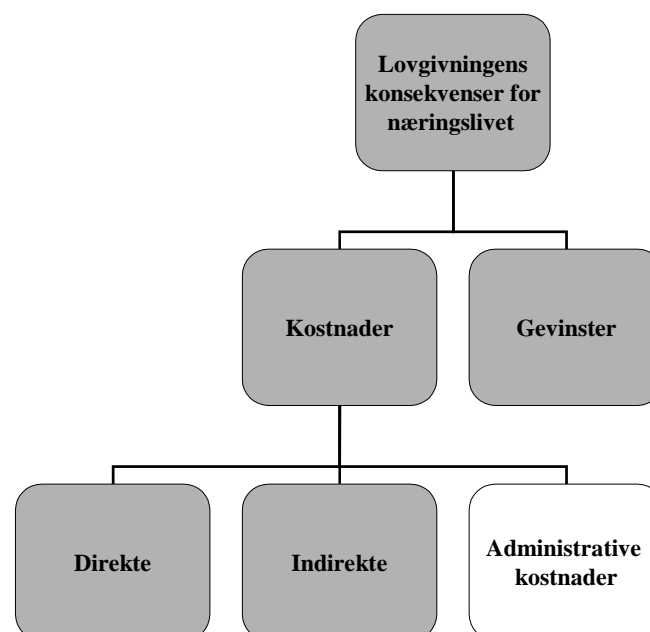 Lovgivningens
konsekvenser for
næringslivet
Kostnader
Gevinster
Direkte
Indirekte
Administrative
kostnader